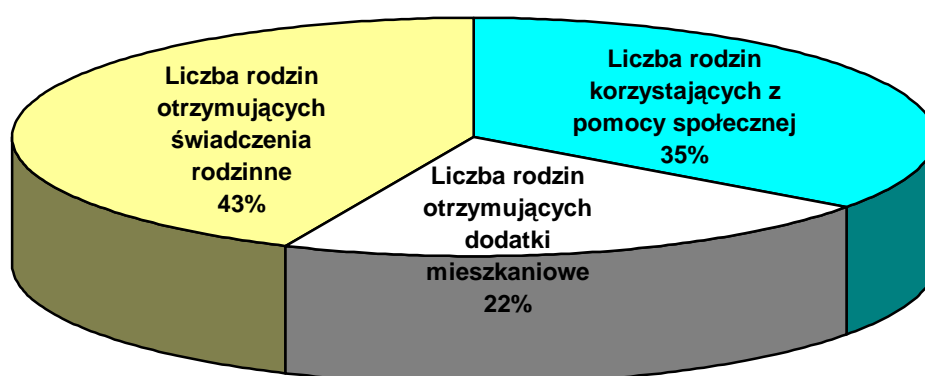 Liczba rodzin
otrzymujących
świadczenia
rodzinne
43%
Liczba rodzin
korzystających z
pomocy społecznej
35%
Liczba rodzin
otrzymujących
dodatki
mieszkaniowe
22%